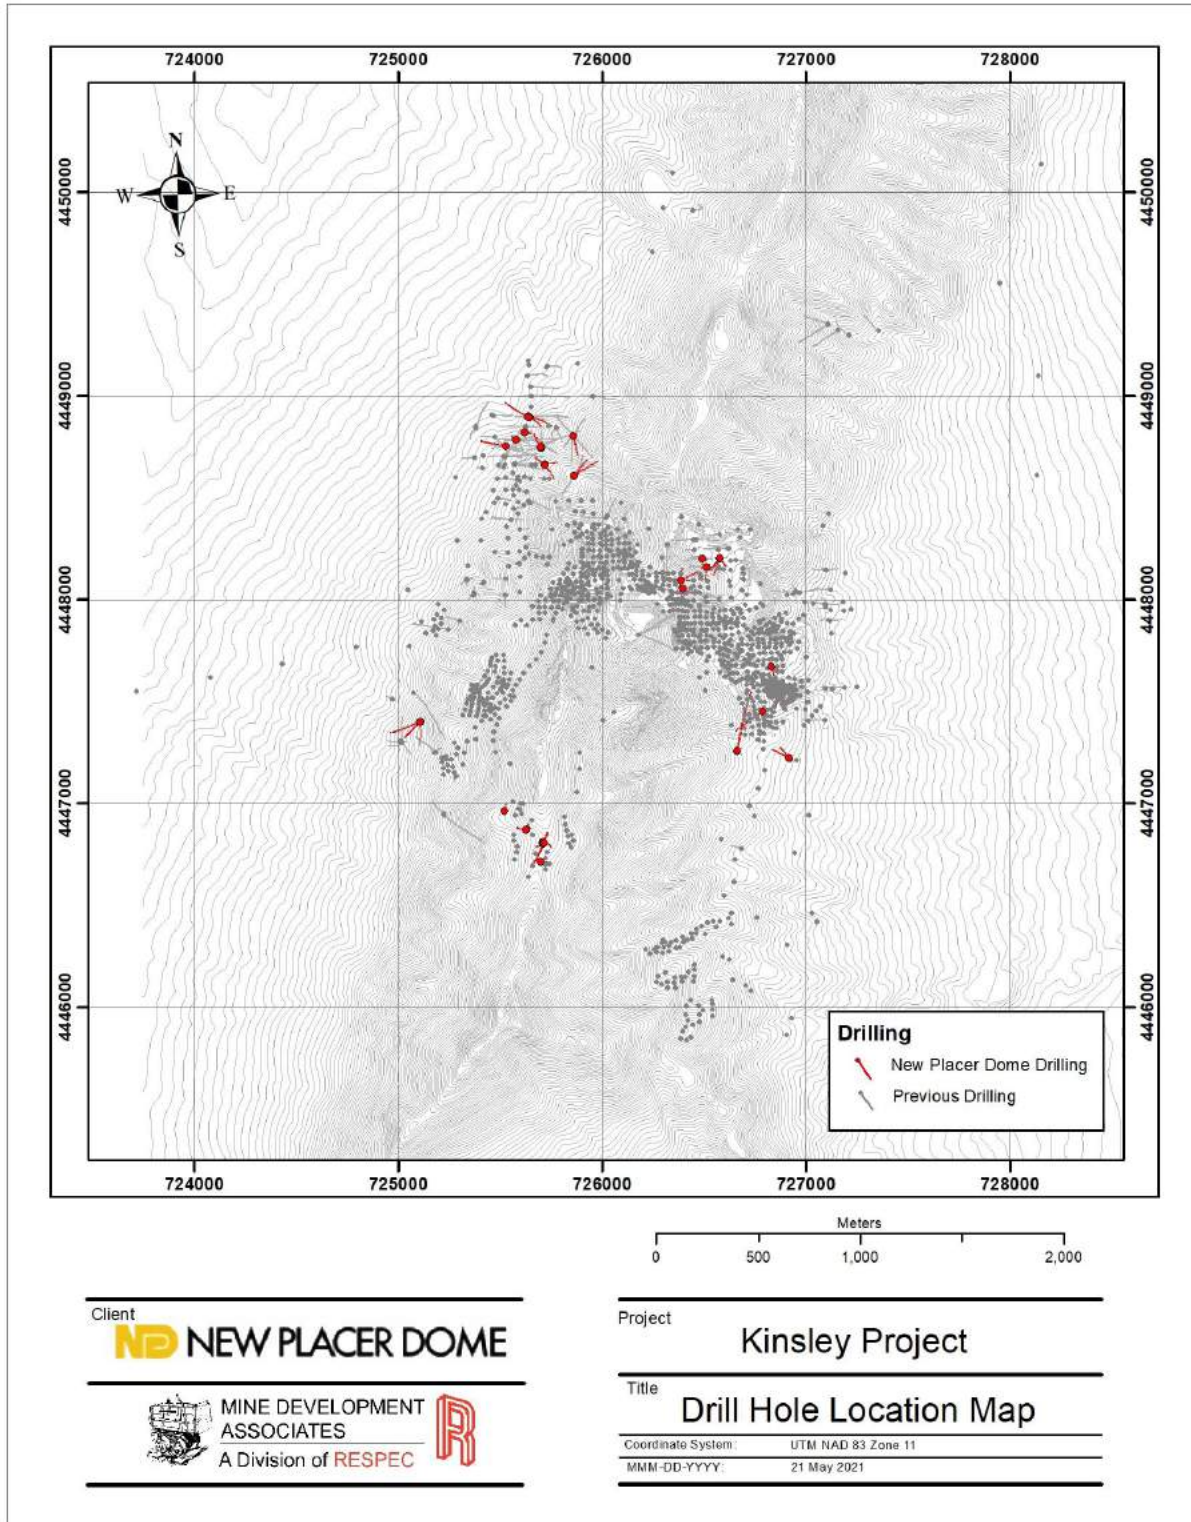 724000 725000 726000 727000 728000
N
W E
S
4450000 4450000
4449000 4449000
4448000 4448000
4447000 4447000
4446000 4446000
Drilling
New Placer Dome Drilling
Previous Drilling
724000 725000 726000 727000 728000
Meters
0 500 1,000 2,000
Client
NPD NEW PLACER DOME
MINE DEVELOPMENT
ASSOCIATES
A Division of RESPEC
R
Project
Kinsley Project
Title
Drill Hole Location Map
Coordinate System: UTM NAD 83 Zone 11
MMM-DD-YYYY: 21 May 2021